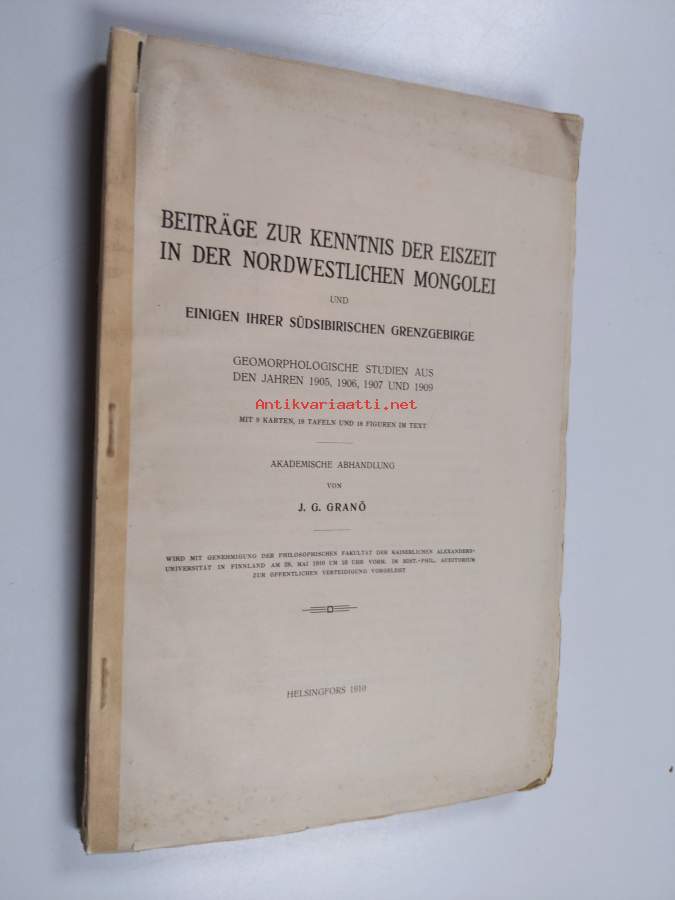 BEITRÄGE ZUR KENNTNIS DER EISZEIT
IN DER NORDWESTLICHEN MONGOLEI
UND
EINIGEN IHRER SÜDSIBIRISCHEN GRENZGEBIRGE
GEOMORPHOLOGISCHE STUDIEN AUS
DEN JAHREN 1905, 1906, 1907 UND 1909
Antikvariaatti.net
MIT 9 KARTEN, 18 TAFELN UND 18 FIGUREN IM TEXT
AKADEMISCHE ABHANDLUNG
VON
J. G. GRANÖ
WIRD MIT GENEHMIGUNG DER PHILOSOPHISCHEN FAKULTÄT DER KAISERLICHEN ALEXANDERS-
UNIVERSITÄT IN FINNLAND AM 28. MAI 1910 UM 10 UHR VORM. IM HIST.-PHIL. AUDITORIUM
ZUR ÖFFENTLICHEN VERTEIDIGUNG VORGELEGT
HELSINGFORS 1910